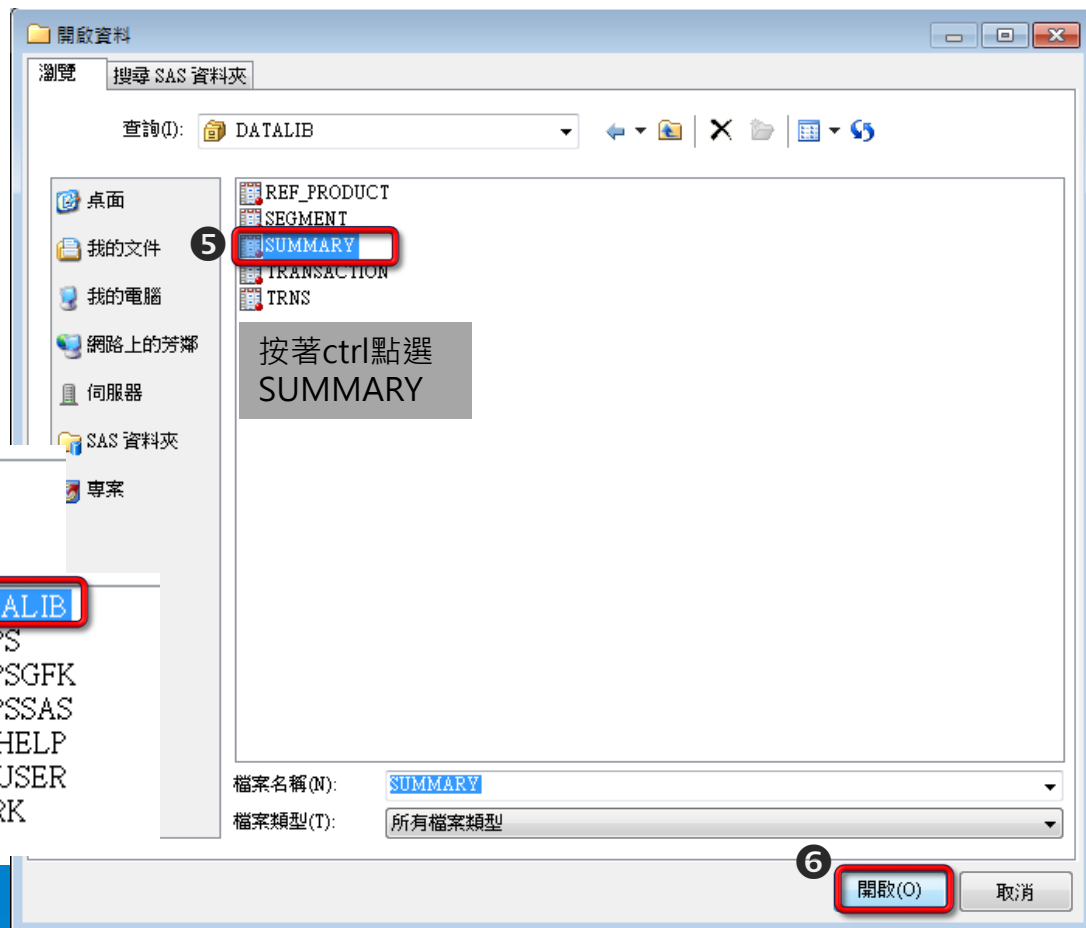 開啟資料
瀏覽
搜尋 SAS 資料夾
查詢(I):
DATALIB
桌面
我的文件
我的電腦
網路上的芳鄰
伺服器
SAS 資料夾
專案
REF_PRODUCT
SEGMENT
❺
SUMMARY
TRANSACTION
TRNS
按著ctrl點選
SUMMARY
ALIB
PS
PSGFK
PSSAS
HELP
USER
RK
檔案名稱(N):
SUMMARY
檔案類型(T):
所有檔案類型
❻
開啟(O)
取消